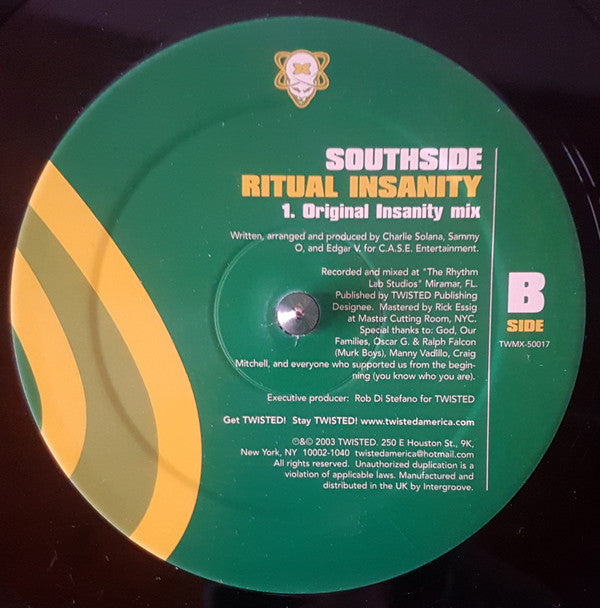 SOUTHSIDE
RITUAL INSANITY
1. Original Insanity mix
Written, arranged and produced by Charlie Solana, Sammy
O, and Edgar V. for C.A.S.E. Entertainment.
Recorded and mixed at "The Rhythm
Lab Studios" Miramar, FL.
Published by TWISTED Publishing
Designee. Mastered by Rick Essig
at Master Cutting Room, NYC.
Special thanks to: God, Our
Families, Oscar G. & Ralph Falcon
(Murk Boys), Manny Vadillo, Craig
Mitchell, and everyone who supported us from the begin-
ning (you know who you are).
Executive producer: Rob Di Stefano for TWISTED
Get TWISTED! Stay TWISTED! www.twistedamerica.com
℗&© 2003 TWISTED. 250 E Houston St., 9K,
New York, NY 10002-1040 twistedamerica@hotmail.com
All rights reserved. Unauthorized duplication is a
violation of applicable laws. Manufactured and
distributed in the UK by Intergroove.
B
SIDE
TWMX-50017